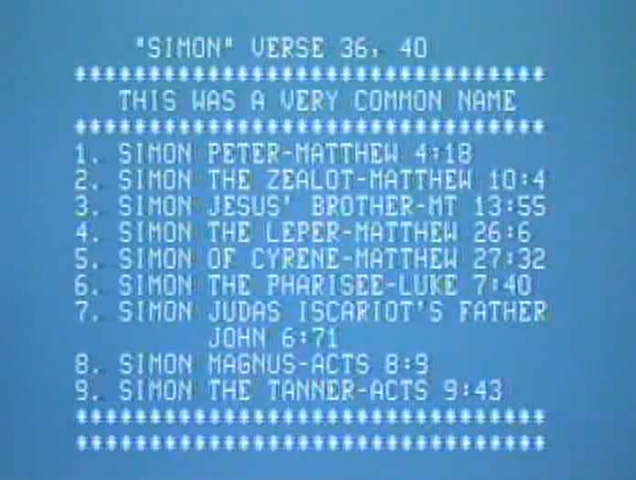 "SIMON" VERSE 36, 40
********************************
THIS WAS A VERY COMMON NAME
********************************
1. SIMON PETER-MATTHEW 4:18
2. SIMON THE ZEALOT-MATTHEW 10:4
3. SIMON JESUS' BROTHER-MT 13:55
4. SIMON THE LEPER-MATTHEW 26:6
5. SIMON OF CYRENE-MATTHEW 27:32
6. SIMON THE PHARISEE-LUKE 7:40
7. SIMON JUDAS ISCARIOT'S FATHER
JOHN 6:71
8. SIMON MAGNUS-ACTS 8:9
9. SIMON THE TANNER-ACTS 9:43
********************************
********************************